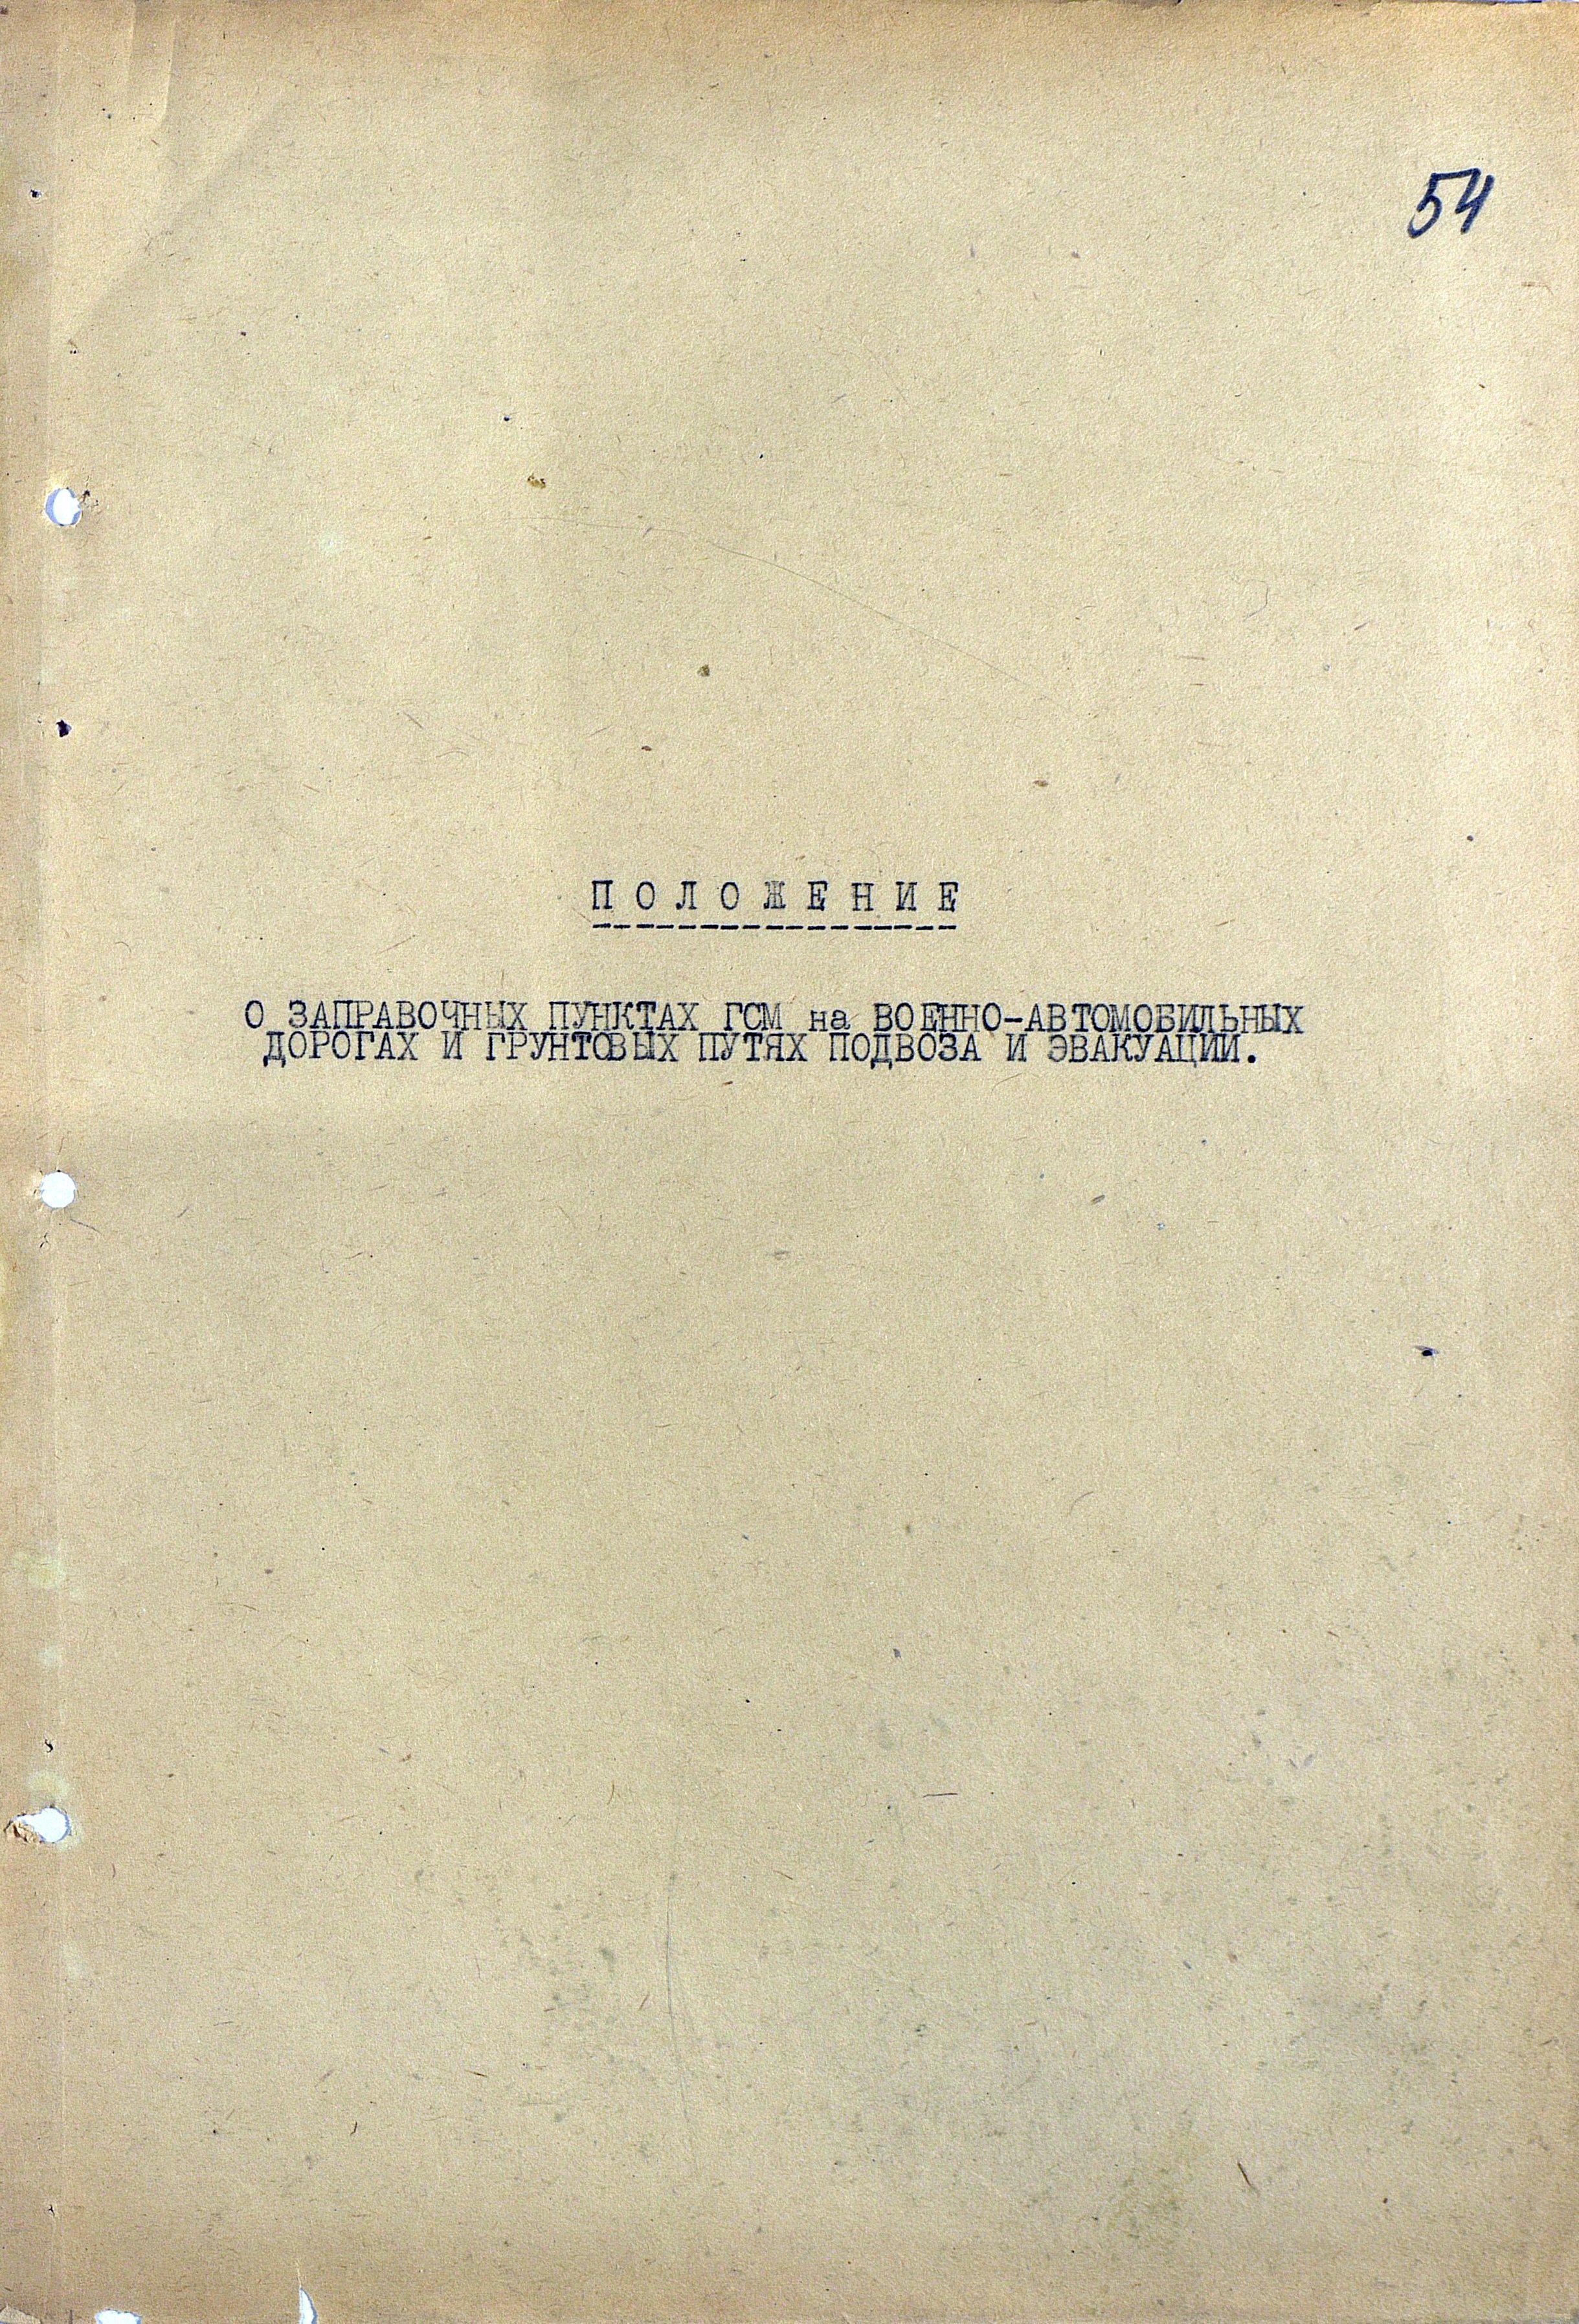 54
П О Л О Ж Е Н И Е
-----------------
О ЗАПРАВОЧНЫХ ПУНКТАХ ГСМ на ВОЕННО-АВТОМОБИЛЬНЫХ
ДОРОГАХ И ГРУНТОВЫХ ПУТЯХ ПОДВОЗА И ЭВАКУАЦИИ.